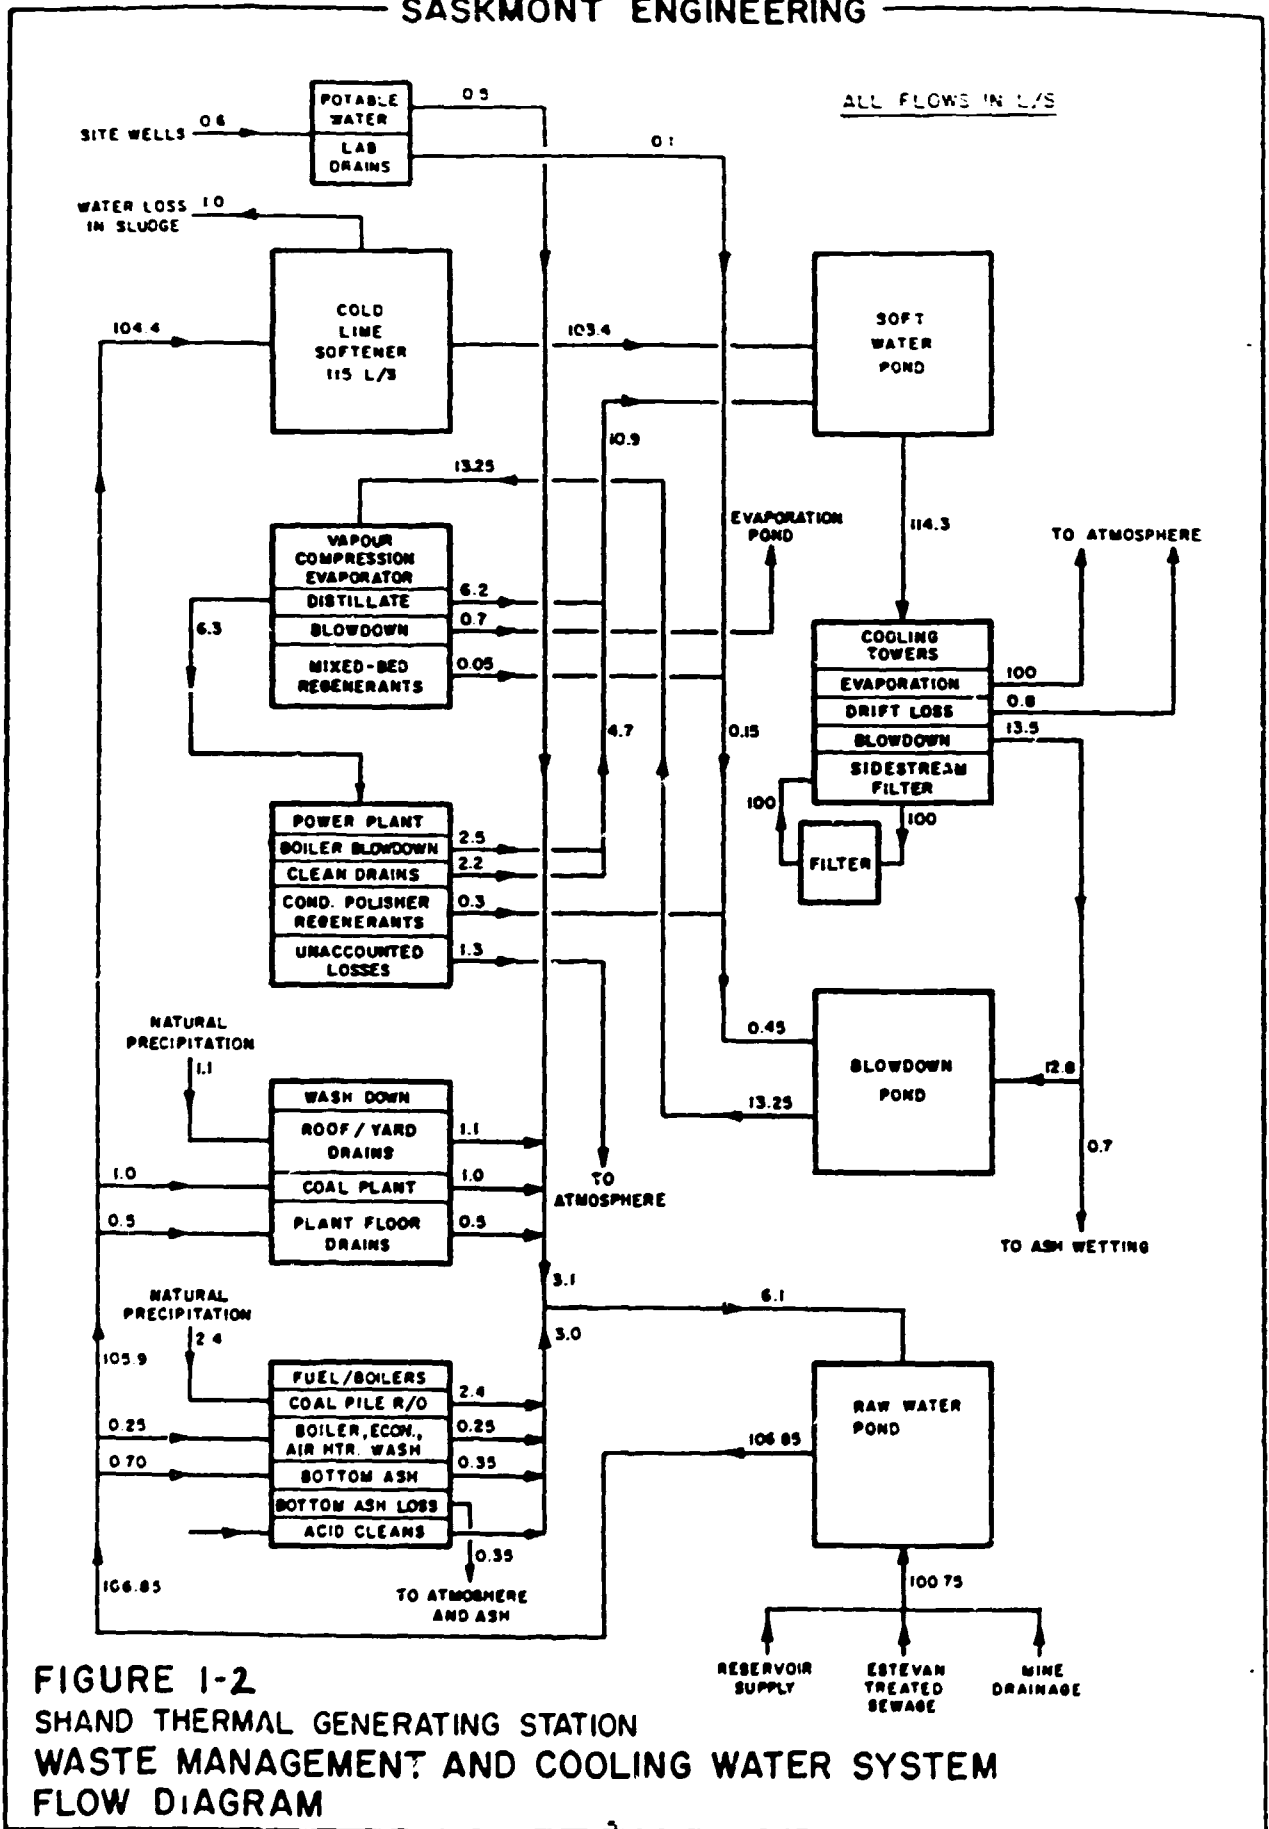 SASKMONT ENGINEERING
ALL FLOWS IN L/S
POTABLE
WATER
0.5
SITE WELLS
0.6
LAB
DRAINS
0.1
WATER LOSS
IN SLUDGE
1.0
COLD
LIME
SOFTENER
115 L/S
104.4
103.4
SOFT
WATER
POND
10.9
13.25
114.3
VAPOUR
COMPRESSION
EVAPORATOR
DISTILLATE
6.2
BLOWDOWN
0.7
MIXED-BED
REGENERANTS
0.05
6.3
EVAPORATION
POND
TO ATMOSPHERE
COOLING
TOWERS
EVAPORATION
100
DRIFT LOSS
0.8
BLOWDOWN
13.5
SIDESTREAM
FILTER
100
100
FILTER
4.7
0.15
POWER PLANT
BOILER BLOWDOWN
2.5
CLEAN DRAINS
2.2
COND. POLISHER
REGENERANTS
0.3
UNACCOUNTED
LOSSES
1.3
TO
ATMOSPHERE
0.45
BLOWDOWN
POND
12.8
13.25
0.7
TO ASH WETTING
NATURAL
PRECIPITATION
1.1
WASH DOWN
ROOF / YARD
DRAINS
1.1
1.0
COAL PLANT
1.0
0.5
PLANT FLOOR
DRAINS
0.5
3.1
6.1
3.0
NATURAL
PRECIPITATION
2.4
105.9
FUEL/BOILERS
COAL PILE R/O
2.4
0.25
BOILER, ECON.,
AIR HTR. WASH
0.25
0.70
BOTTOM ASH
0.35
BOTTOM ASH LOSS
ACID CLEANS
0.35
TO ATMOSHERE
AND ASH
106.85
RAW WATER
POND
106.85
100.75
RESERVOIR
SUPPLY
ESTEVAN
TREATED
SEWAGE
MINE
DRAINAGE
FIGURE 1-2
SHAND THERMAL GENERATING STATION
WASTE MANAGEMENT AND COOLING WATER SYSTEM
FLOW DIAGRAM
5